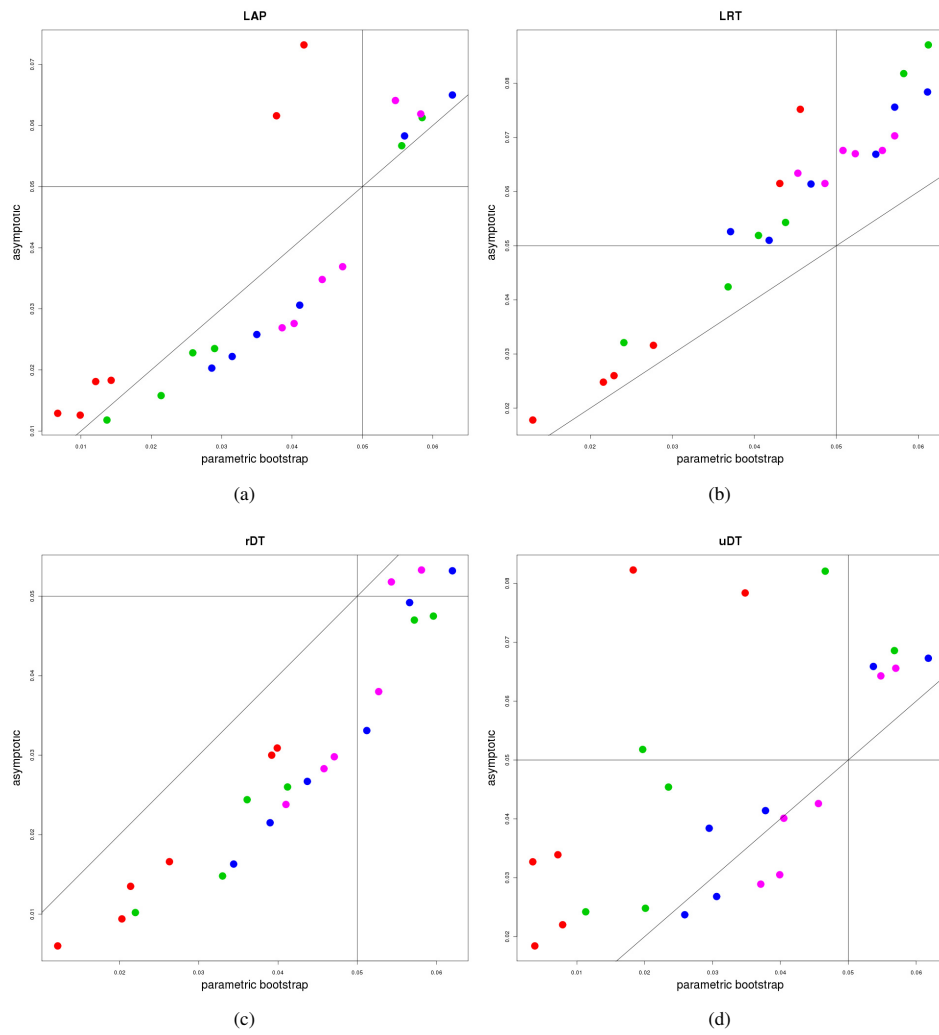 LAP
asymptotic
0.01 0.02 0.03 0.04 0.05 0.06 0.07
0.01 0.02 0.03 0.04 0.05 0.06
parametric bootstrap
(a)
LRT
asymptotic
0.02 0.03 0.04 0.05 0.06 0.07 0.08
0.02 0.03 0.04 0.05 0.06
parametric bootstrap
(b)
rDT
asymptotic
0.01 0.02 0.03 0.04 0.05
0.02 0.03 0.04 0.05 0.06
parametric bootstrap
(c)
uDT
asymptotic
0.02 0.03 0.04 0.05 0.06 0.07 0.08
0.01 0.02 0.03 0.04 0.05 0.06
parametric bootstrap
(d)